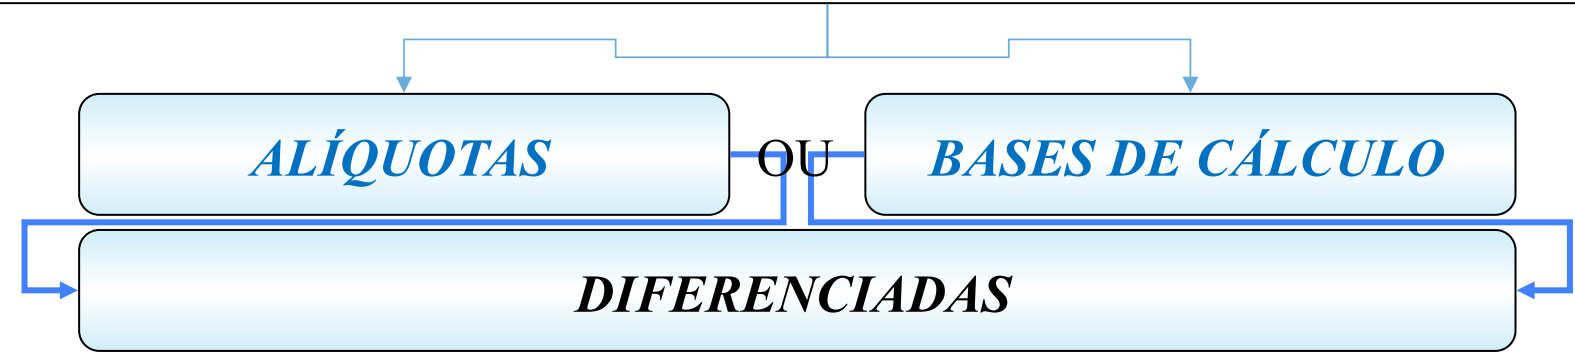 ALÍQUOTAS OU BASES DE CÁLCULO
DIFERENCIADAS